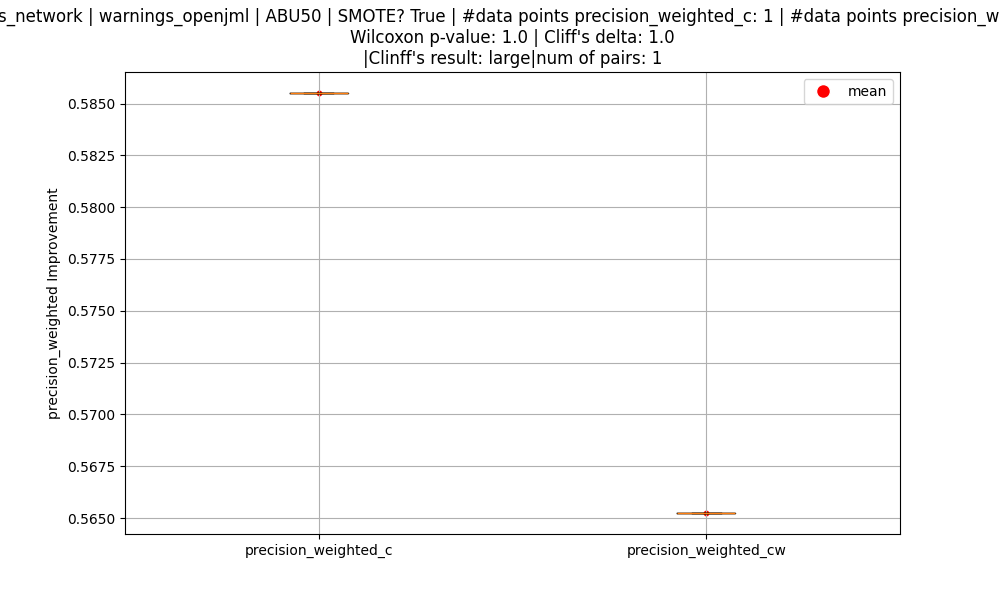 s_network | warnings_openjml | ABU50 | SMOTE? True | #data points precision_weighted_c: 1 | #data points precision_w
Wilcoxon p-value: 1.0 | Cliff's delta: 1.0
|Clinff's result: large|num of pairs: 1
mean
0.5850
0.5825
0.5800
0.5775
0.5750
0.5725
0.5700
0.5675
0.5650
precision_weighted Improvement
precision_weighted_c
precision_weighted_cw